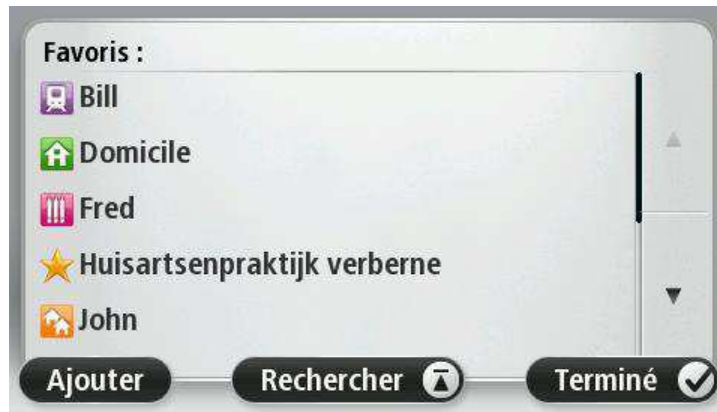 Favoris :
Bill
Domicile
Fred
Huisartsenpraktijk verberne
John
Ajouter
Rechercher
Terminé